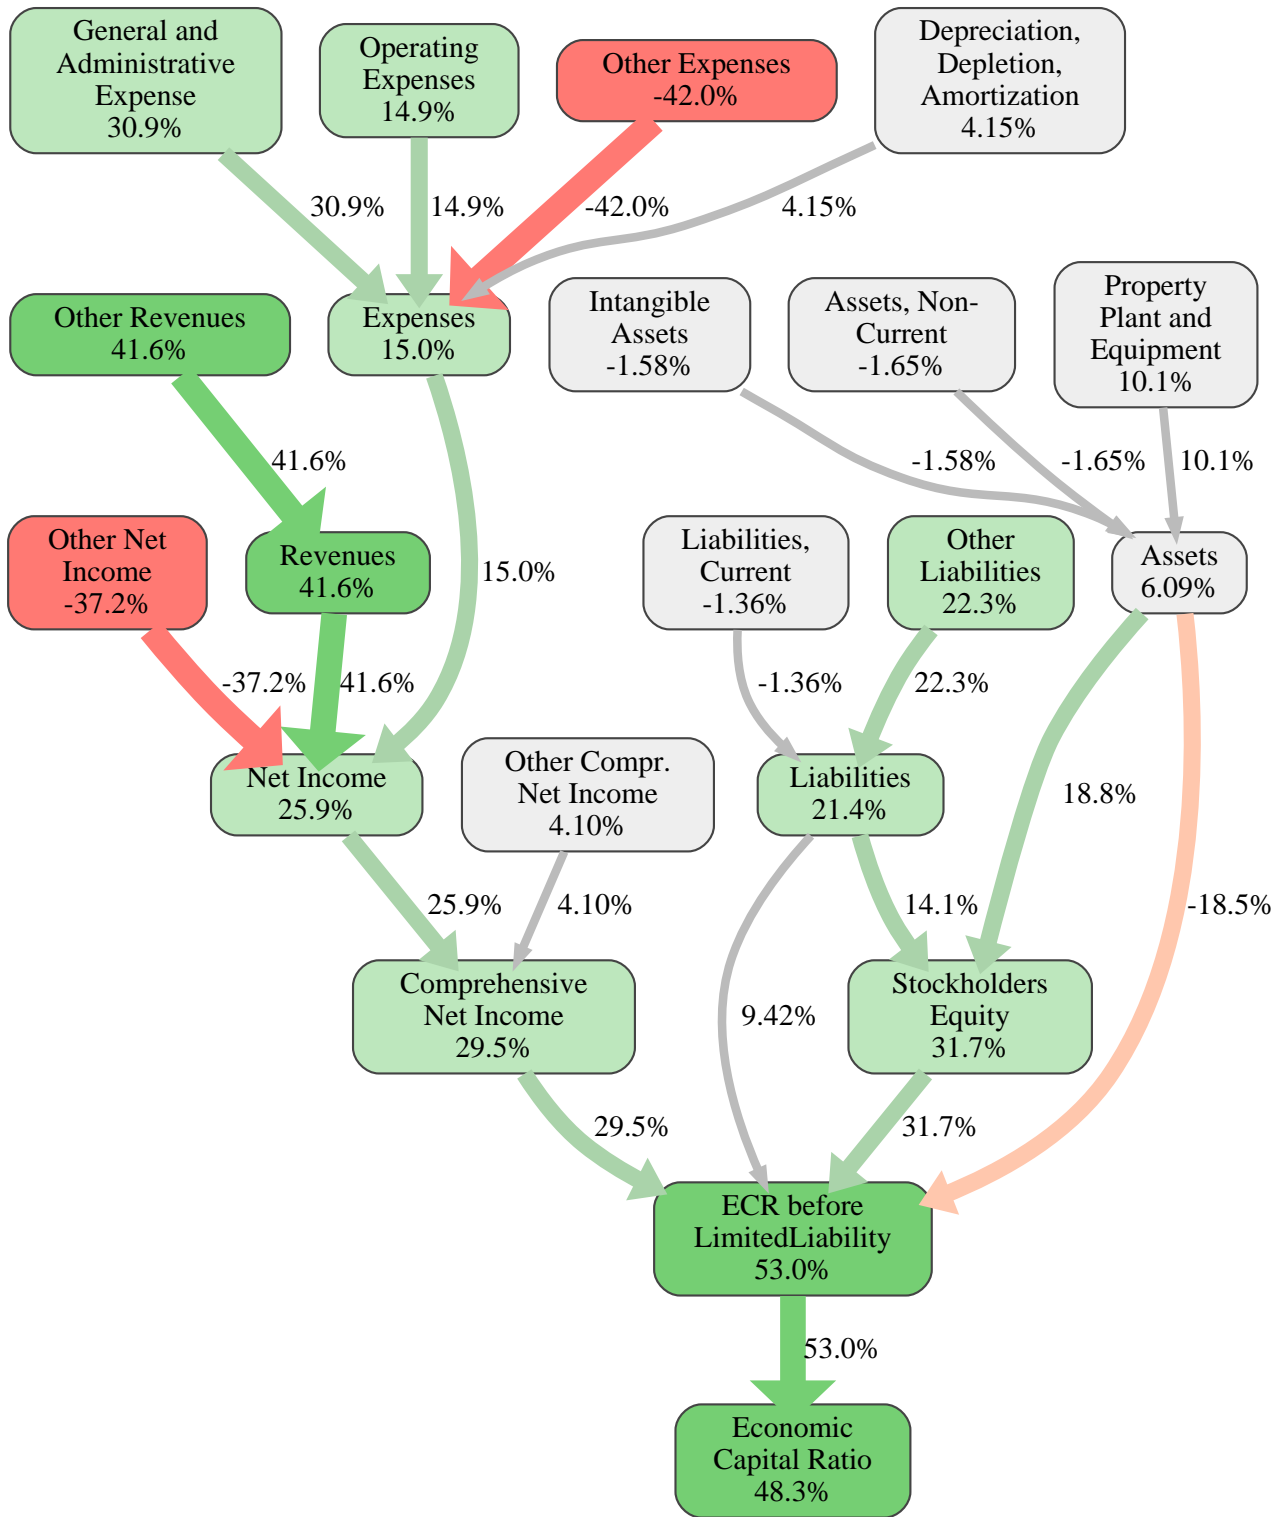 General and
Administrative
Expense
30.9%
Operating
Expenses
14.9%
Other Expenses
-42.0%
Depreciation,
Depletion,
Amortization
4.15%
30.9%
14.9%
-42.0%
4.15%
Other Revenues
41.6%
Expenses
15.0%
Intangible
Assets
-1.58%
Assets, Non-
Current
-1.65%
Property
Plant and
Equipment
10.1%
41.6%
-1.58%
-1.65%
10.1%
Other Net
Income
-37.2%
Revenues
41.6%
15.0%
Liabilities,
Current
-1.36%
Other
Liabilities
22.3%
Assets
6.09%
-37.2%
41.6%
-1.36%
22.3%
Net Income
25.9%
Other Compr.
Net Income
4.10%
Liabilities
21.4%
18.8%
25.9%
4.10%
14.1%
-18.5%
Comprehensive
Net Income
29.5%
9.42%
Stockholders
Equity
31.7%
29.5%
31.7%
ECR before
LimitedLiability
53.0%
53.0%
Economic
Capital Ratio
48.3%